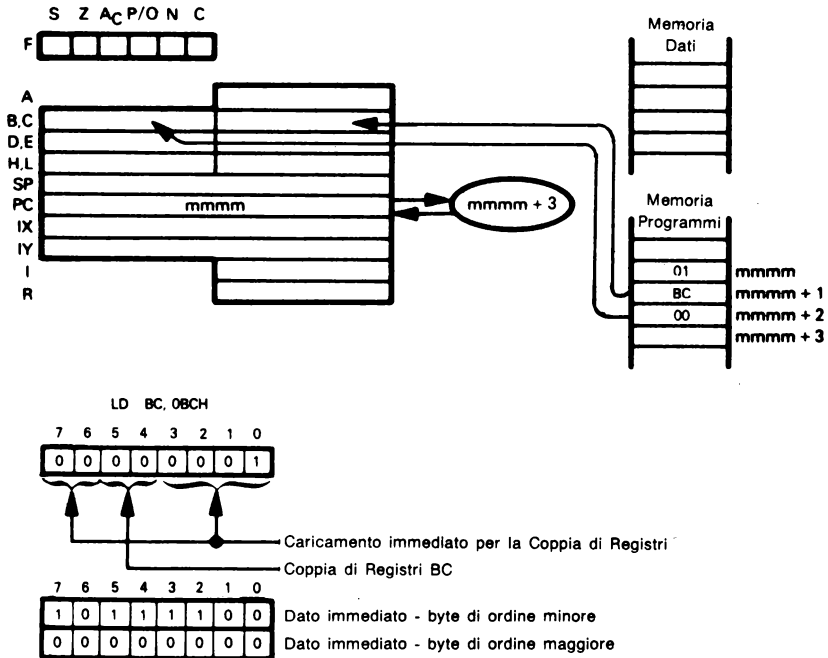 S Z AC P/O N C
F
A
B,C
D,E
H,L
SP
PC
IX
IY
I
R
mmmm
mmmm + 3
Memoria
Dati
Memoria
Programmi
01 mmmm
BC mmmm + 1
00 mmmm + 2
mmmm + 3
LD BC, 0BCH
7 6 5 4 3 2 1 0
0 0 0 0 0 0 0 1
Caricamento immediato per la Coppia di Registri
Coppia di Registri BC
7 6 5 4 3 2 1 0
1 0 1 1 1 1 0 0 Dato immediato - byte di ordine minore
0 0 0 0 0 0 0 0 Dato immediato - byte di ordine maggiore